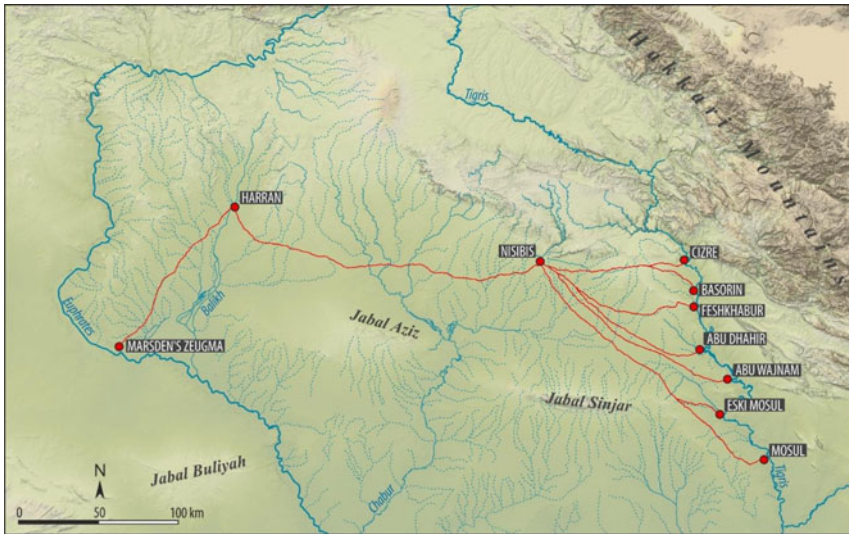 Tigris
Hakkari Mountains
HARRAN
NISIBIS
CIZRE
BASORIN
FESHKHABUR
Euphrates
Balikh
Jabal Aziz
MARSDEN'S ZEUGMA
ABU DHAHIR
ABU WAJNAM
Jabal Sinjar
ESKI MOSUL
MOSUL
Jabal Buliyah
Chabur
Tigris
N
0 50 100 km